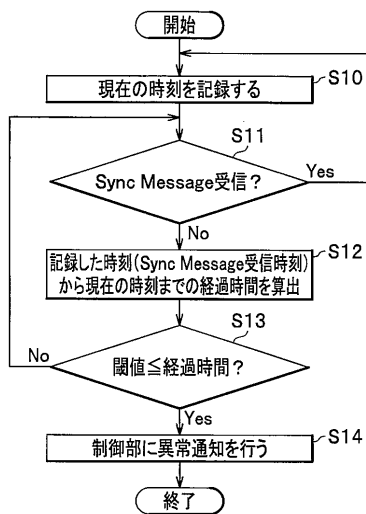 開始
現在の時刻を記録する
S10
S11
Sync Message受信？
Yes
No
S12
記録した時刻(Sync Message受信時刻)
から現在の時刻までの経過時間を算出
S13
No
閾値≦経過時間？
Yes
S14
制御部に異常通知を行う
終了